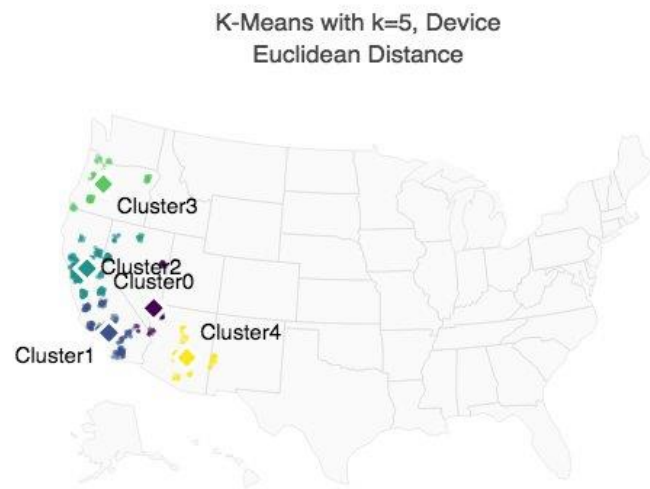 K-Means with k=5, Device
Euclidean Distance
Cluster3
Cluster2
Cluster0
Cluster4
Cluster1